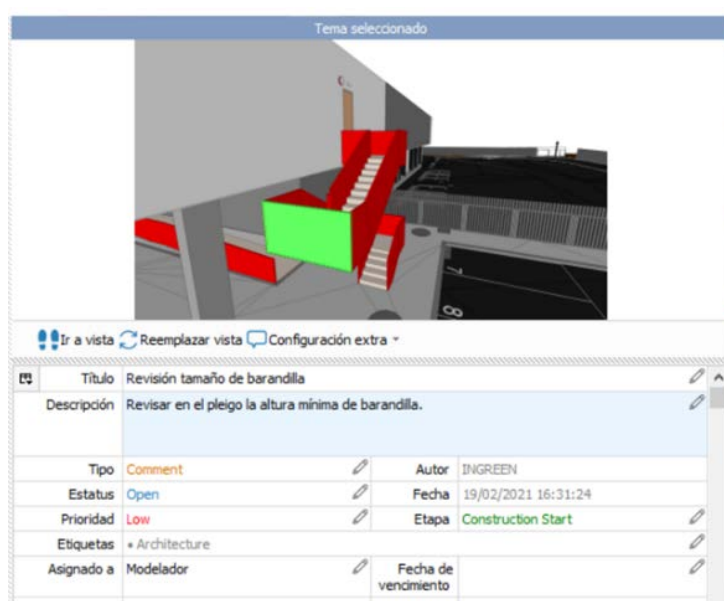 Tema seleccionado
Ir a vista Reemplazar vista Configuración extra
Título Revisión tamaño de barandilla
Descripción Revisar en el pleigo la altura mínima de barandilla.
Tipo Comment Autor INGREEN
Estatus Open Fecha 19/02/2021 16:31:24
Prioridad Low Etapa Construction Start
Etiquetas • Architecture
Asignado a Modelador Fecha de
vencimiento